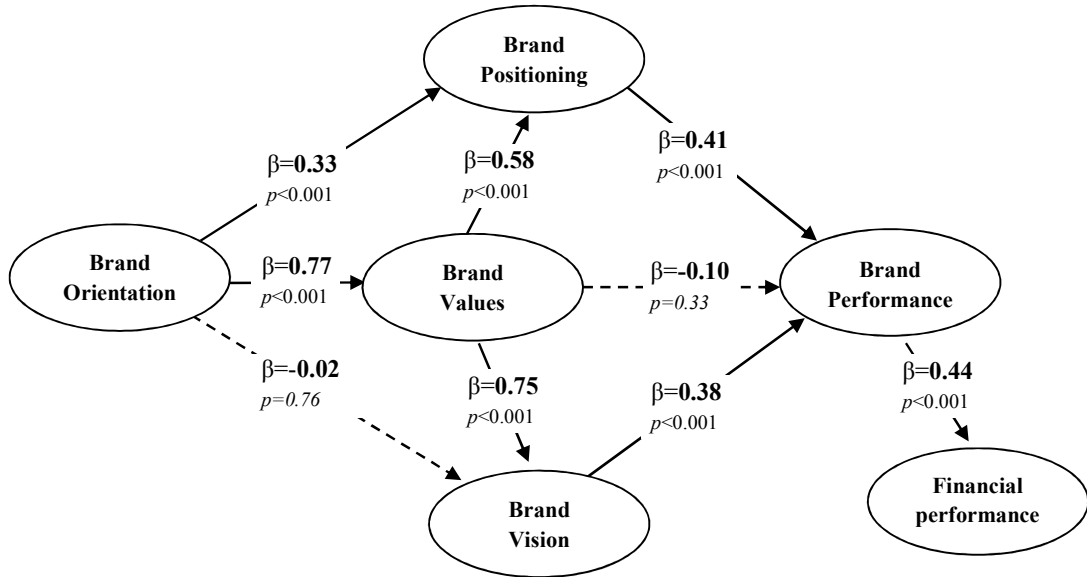 Brand
Positioning
β=0.33
p<0.001
β=0.58
p<0.001
β=0.41
p<0.001
Brand
Orientation
β=0.77
p<0.001
Brand
Values
β=-0.10
p=0.33
Brand
Performance
β=-0.02
p=0.76
β=0.75
p<0.001
β=0.38
p<0.001
β=0.44
p<0.001
Brand
Vision
Financial
performance